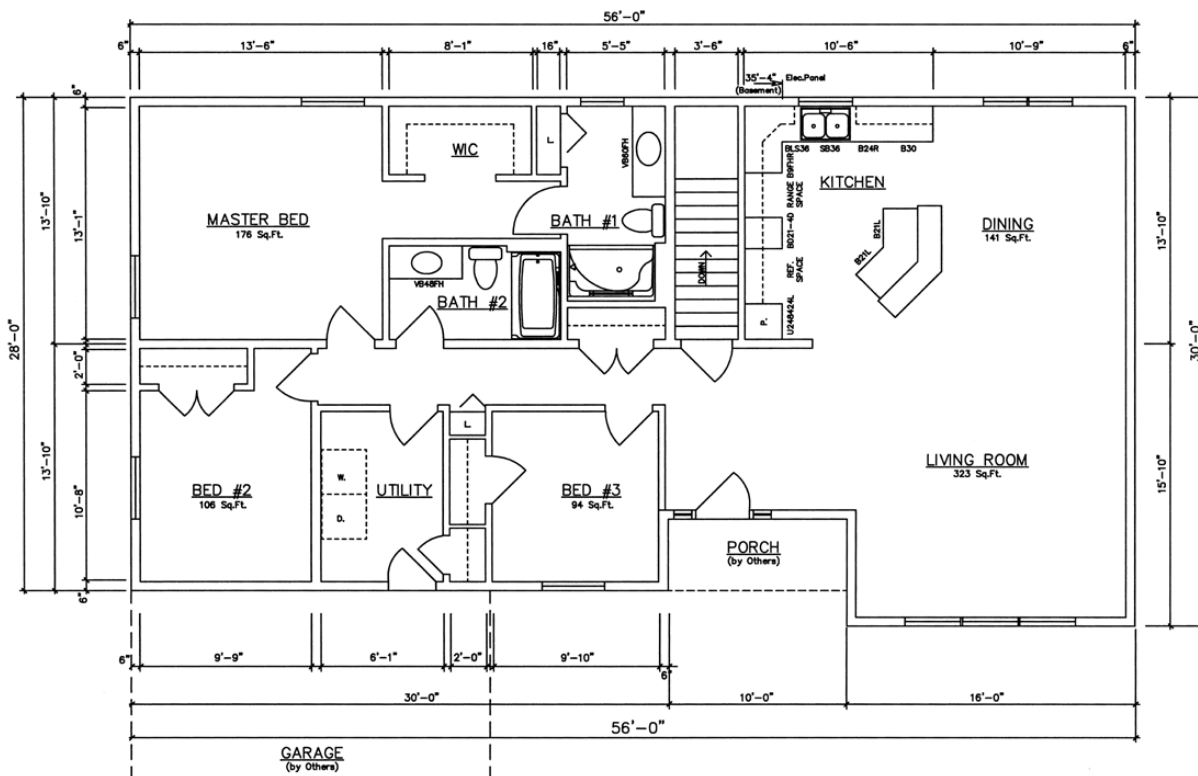 56'-0"
6"
13'-6"
8'-1"
16"
5'-5"
3'-6"
10'-6"
10'-9"
6"
35'-4"
(Basement)
Elec.Panel
6"
28'-0"
13'-10"
13'-1"
WIC
L.
VB60FH
BLS36
SB36
B24R
B30
B9FHR
RANGE
SPACE
KITCHEN
MASTER BED
176 Sq.Ft.
BATH #1
BD21-4D
B21L
B21L
DINNING
141 Sq.Ft.
13'-10"
30'-0"
VB48FH
BATH #2
DOWN
REF.
SPACE
U248424L
P.
2'-0"
13'-10"
10'-8"
6"
L.
BED #2
106 Sq.Ft.
W.
D.
UTILITY
BED #3
94 Sq.Ft.
LIVING ROOM
323 Sq.Ft.
15'-10"
PORCH
(by Others)
6"
9'-9"
6'-1"
2'-0"
9'-10"
6"
30'-0"
10'-0"
16'-0"
56'-0"
GARAGE
(by Others)